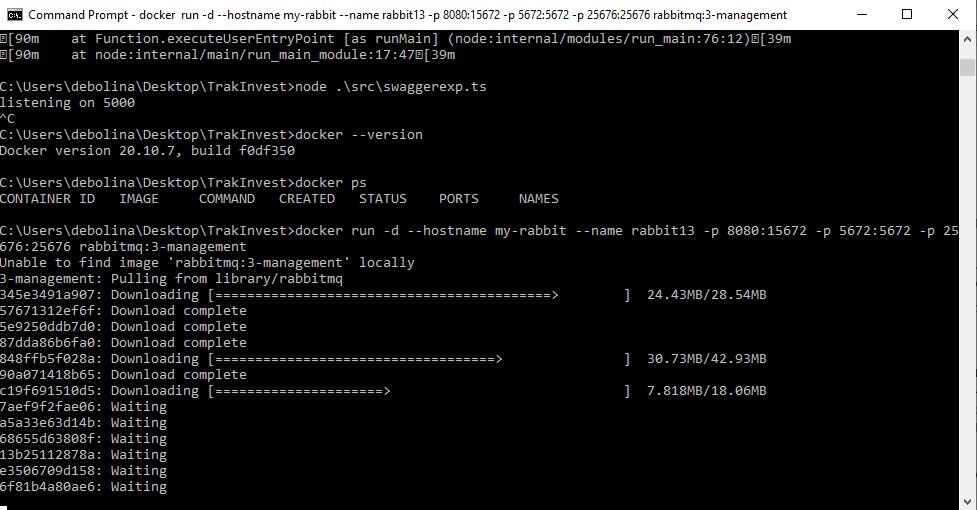 Command Prompt - docker run -d --hostname my-rabbit --name rabbit13 -p 8080:15672 -p 5672:5672 -p 25676:25676 rabbitmq:3-management
[90m    at Function.executeUserEntryPoint [as runMain] (node:internal/modules/run_main:76:12)[39m
[90m    at node:internal/main/run_main_module:17:47[39m
C:\Users\debolina\Desktop\TrakInvest>node .\src\swaggerexp.ts
listening on 5000
^C
C:\Users\debolina\Desktop\TrakInvest>docker --version
Docker version 20.10.7, build f0df350
C:\Users\debolina\Desktop\TrakInvest>docker ps
CONTAINER ID   IMAGE     COMMAND   CREATED   STATUS    PORTS     NAMES
C:\Users\debolina\Desktop\TrakInvest>docker run -d --hostname my-rabbit --name rabbit13 -p 8080:15672 -p 5672:5672 -p 25
676:25676 rabbitmq:3-management
Unable to find image 'rabbitmq:3-management' locally
3-management: Pulling from library/rabbitmq
345e3491a907: Downloading [==========================================>        ]  24.43MB/28.54MB
57671312ef6f: Download complete
5e9250ddb7d0: Download complete
87dda86b6fa0: Download complete
848ffb5f028a: Downloading [===================================>               ]  30.73MB/42.93MB
90a071418b65: Download complete
c19f691510d5: Downloading [=====================>                             ]  7.818MB/18.06MB
7aef9f2fae06: Waiting
a5a33e63d14b: Waiting
68655d63808f: Waiting
13b25112878a: Waiting
e3506709d158: Waiting
6f81b4a80ae6: Waiting